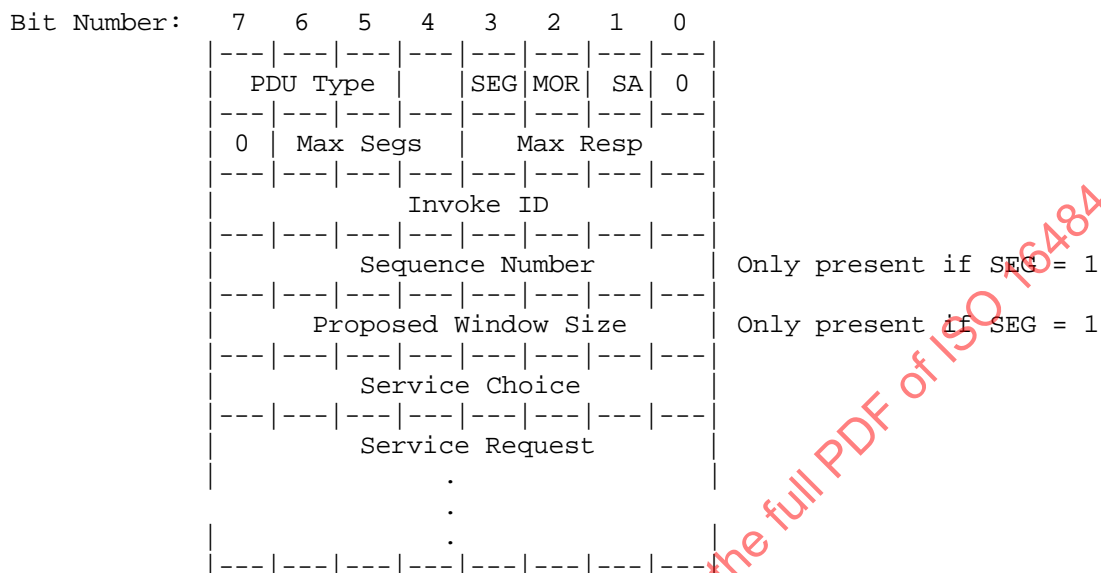 Bit Number: 7 6 5 4 3 2 1 0
|---|---|---|---|---|---|---|---|
| PDU Type | |SEG|MOR| SA| 0 |
|---|---|---|---|---|---|---|---|
| 0 | Max Segs | Max Resp |
|---|---|---|---|---|---|---|---|
| Invoke ID |
|---|---|---|---|---|---|---|---|
| Sequence Number | Only present if SEG = 1
|---|---|---|---|---|---|---|---|
| Proposed Window Size | Only present if SEG = 1
|---|---|---|---|---|---|---|---|
| Service Choice |
|---|---|---|---|---|---|---|---|
| Service Request |
| . |
.
| . |
|---|---|---|---|---|---|---|---|
the full PDF of ISO 16484